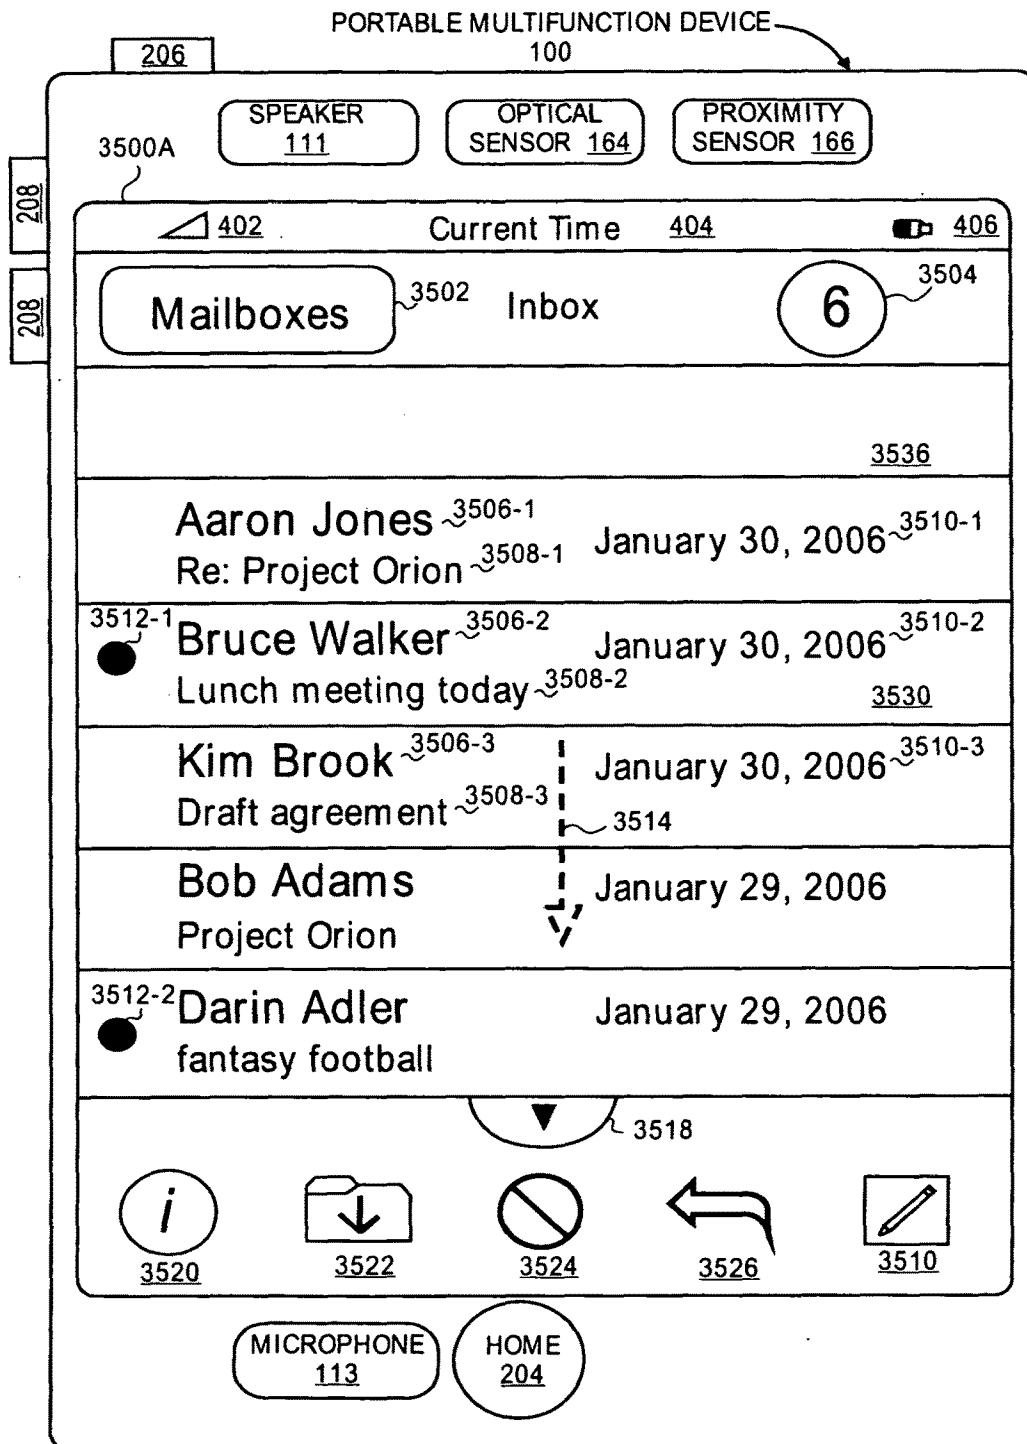 PORTABLE MULTIFUNCTION DEVICE
100
206
SPEAKER
111
OPTICAL
SENSOR 164
PROXIMITY
SENSOR 166
3500A
208
208
402 Current Time 404 406
Mailboxes 3502 Inbox 6 3504
3536
Aaron Jones 3506-1
Re: Project Orion 3508-1
January 30, 2006 3510-1
3512-1
Bruce Walker 3506-2
January 30, 2006 3510-2
Lunch meeting today 3508-2
3530
Kim Brook 3506-3
January 30, 2006 3510-3
Draft agreement 3508-3
3514
Bob Adams
January 29, 2006
Project Orion
3512-2
Darin Adler
January 29, 2006
fantasy football
3518
i
3520 3522 3524 3526 3510
MICROPHONE
113
HOME
204